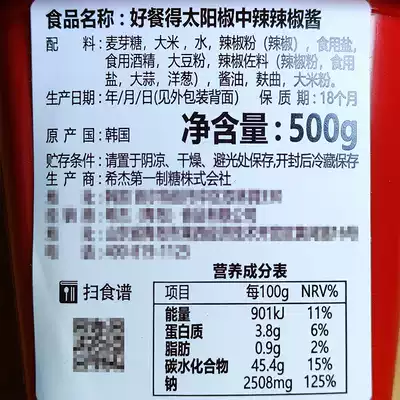 食品名称：好餐得太阳椒中辣辣椒酱
配 料：麦芽糖，大米，水，辣椒粉（辣椒），食用盐，
食用酒精，大豆粉，辣椒佐料（辣椒粉，食用
盐，大蒜，洋葱），酱油，麸曲，大米粉。
生产日期：年/月/日(见外包装背面) 保 质 期：18个月
原 产 国：韩国 净含量：500g
贮存条件：请置于阴凉、干燥、避光处保存,开封后冷藏保存
生 产 商：希杰第一制糖株式会社
扫食谱
营养成分表
项目 每100g NRV%
能量 901kJ 11%
蛋白质 3.8g 6%
脂肪 0.9g 2%
碳水化合物 45.4g 15%
钠 2508mg 125%